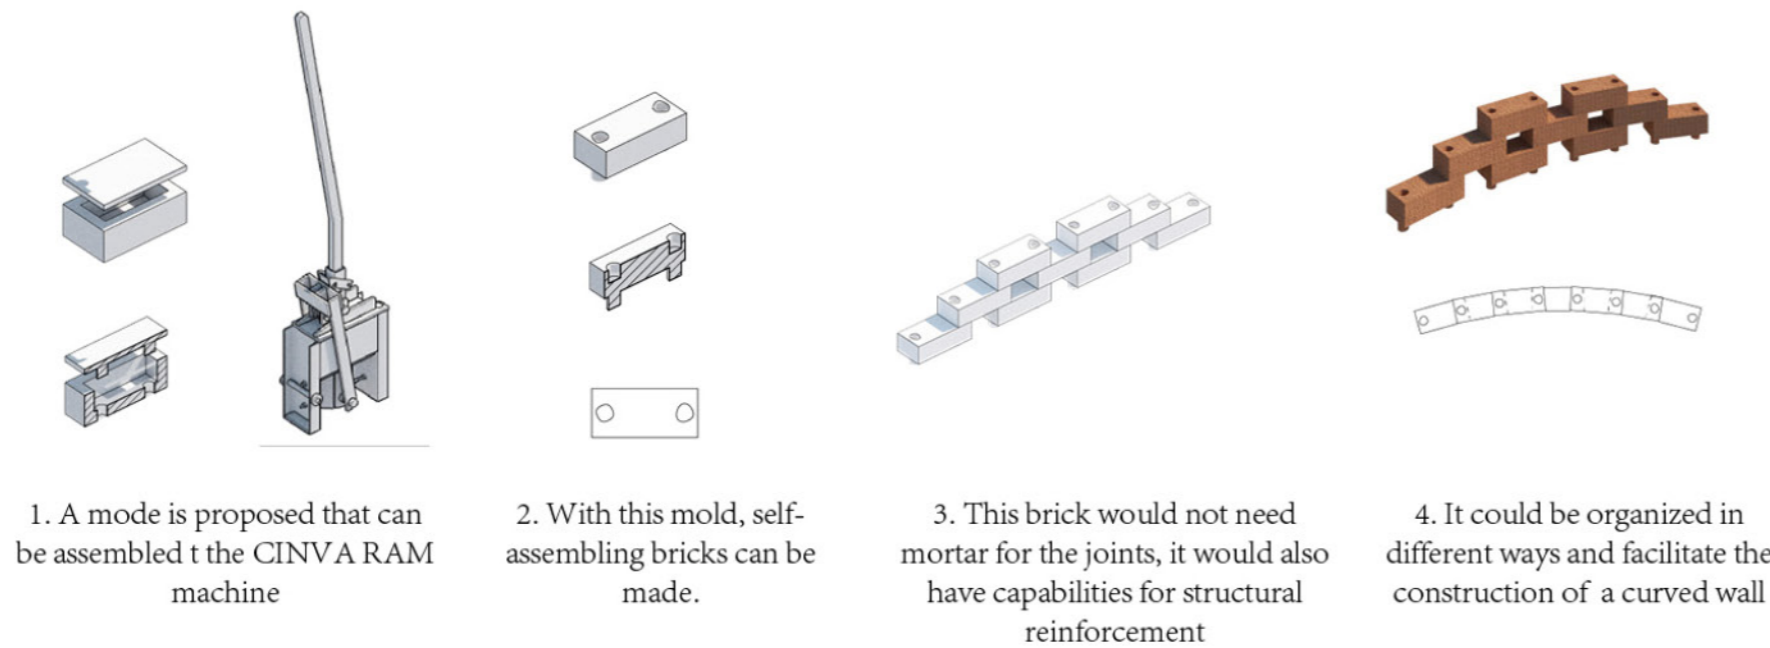 1. A mode is proposed that can
be assembled t the CINVA RAM
machine
2. With this mold, self-
assembling bricks can be
made.
3. This brick would not need
mortar for the joints, it would also
have capabilities for structural
reinforcement
4. It could be organized in
different ways and facilitate the
construction of a curved wall